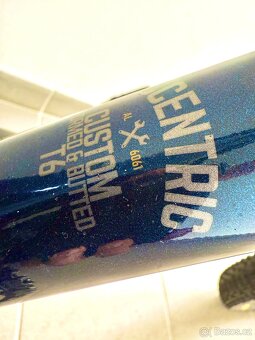 CENTRIC
AL 6061
CUSTOM
FORMED & BUTTED
T6
© Bazos.cz